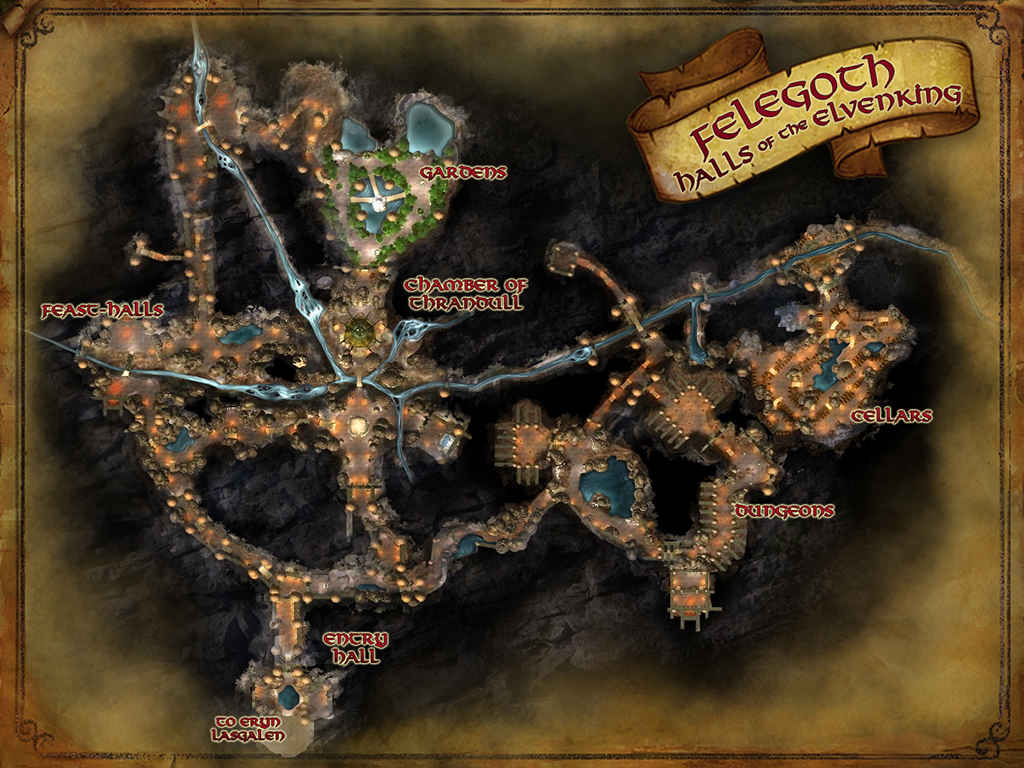 FELEGOTH
HALLS OF THE ELVENKING
GARDENS
CHAMBER OF
THRANDUIL
FEAST-HALLS
CELLARS
DUNGEONS
ENTRY
HALL
TO ERYN
LASGALEN